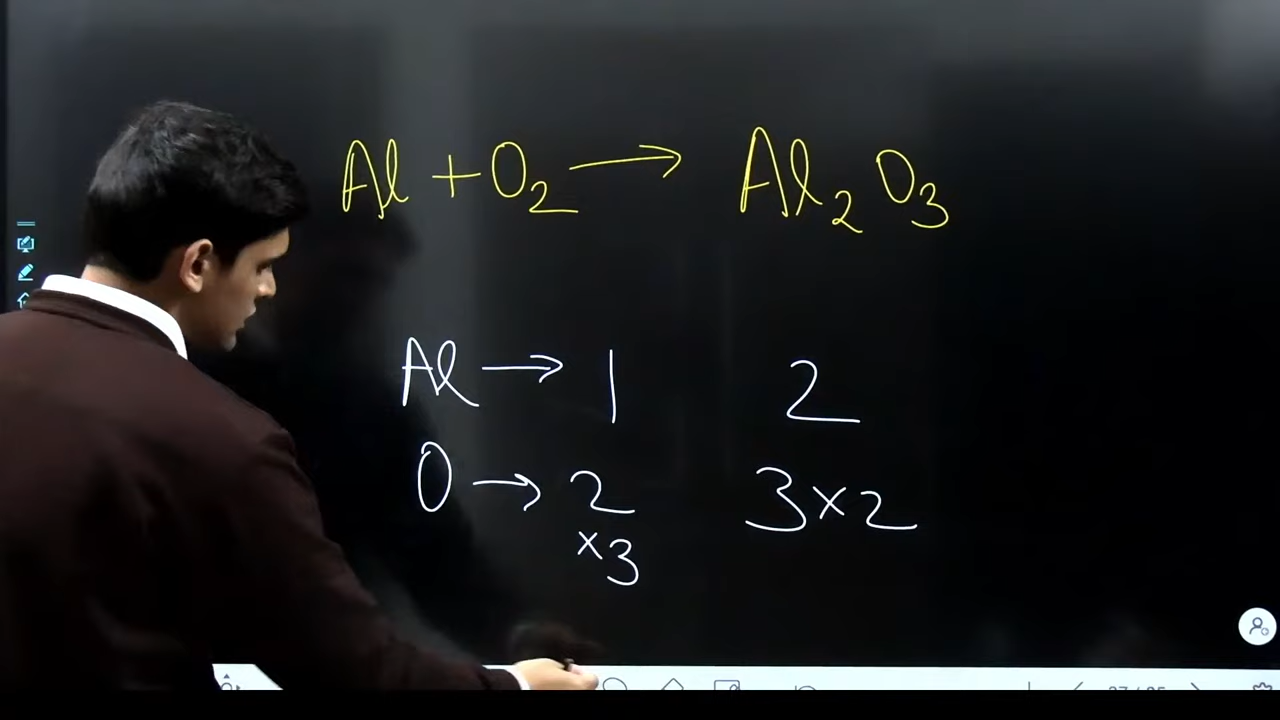 Al + O₂ → Al₂O₃
Al → 1 2
O → 2 3×2
×3